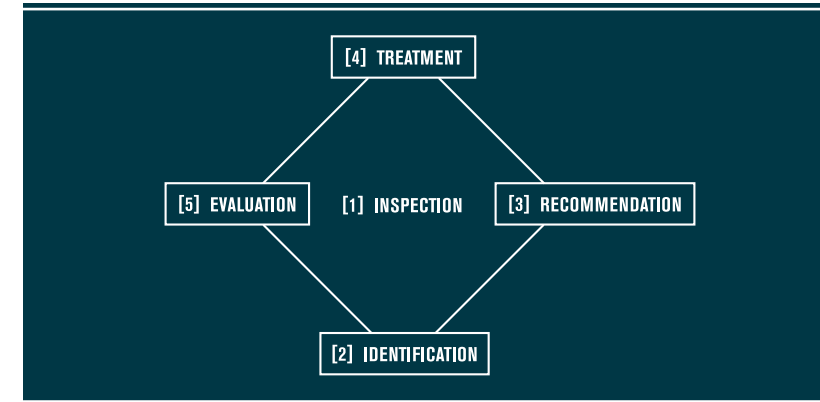 [4] TREATMENT
[5] EVALUATION
[1] INSPECTION
[3] RECOMMENDATION
[2] IDENTIFICATION